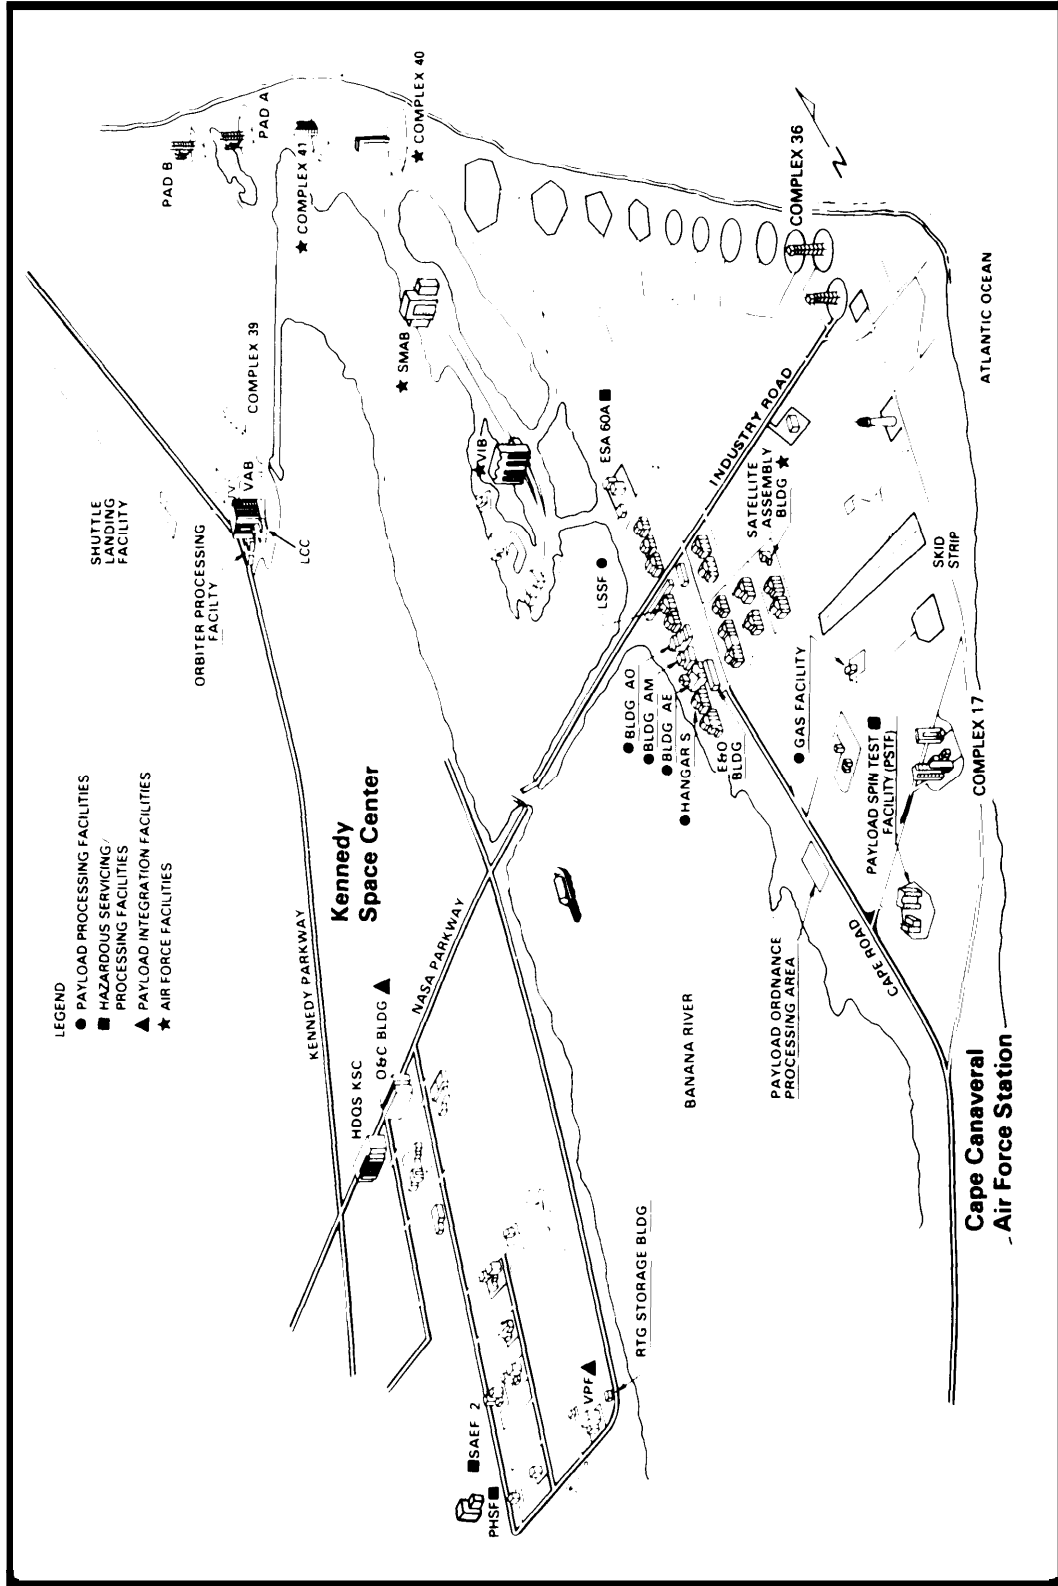 LEGEND
● PAYLOAD PROCESSING FACILITIES
■ HAZARDOUS SERVICING/
PROCESSING FACILITIES
▲ PAYLOAD INTEGRATION FACILITIES
★ AIR FORCE FACILITIES
SHUTTLE
LANDING
FACILITY
ORBITER PROCESSING
FACILTY
VAB
LCC
COMPLEX 39
PAD B
PAD A
★ COMPLEX 41
★ COMPLEX 40
KENNEDY PARKWAY
Kennedy
Space Center
HDQS KSC
O&C BLDG ▲
NASA PARKWAY
★ SMAB
★ VIB
ESA 60A ■
LSSF ●
INDUSTRY ROAD
SATELLITE
ASSEMBLY
BLDG ★
COMPLEX 36
N
■ SAEF 2
PHSF ■
VPF ▲
RTG STORAGE BLDG
BANANA RIVER
● BLDG AO
● BLDG AM
● BLDG AE
● HANGAR S
E&O
BLDG
● GAS FACILITY
PAYLOAD ORDNANCE
PROCESSING AREA
CAPE ROAD
PAYLOAD SPIN TEST ■
FACILITY (PSTF)
SKID
STRIP
COMPLEX 17
ATLANTIC OCEAN
Cape Canaveral
Air Force Station